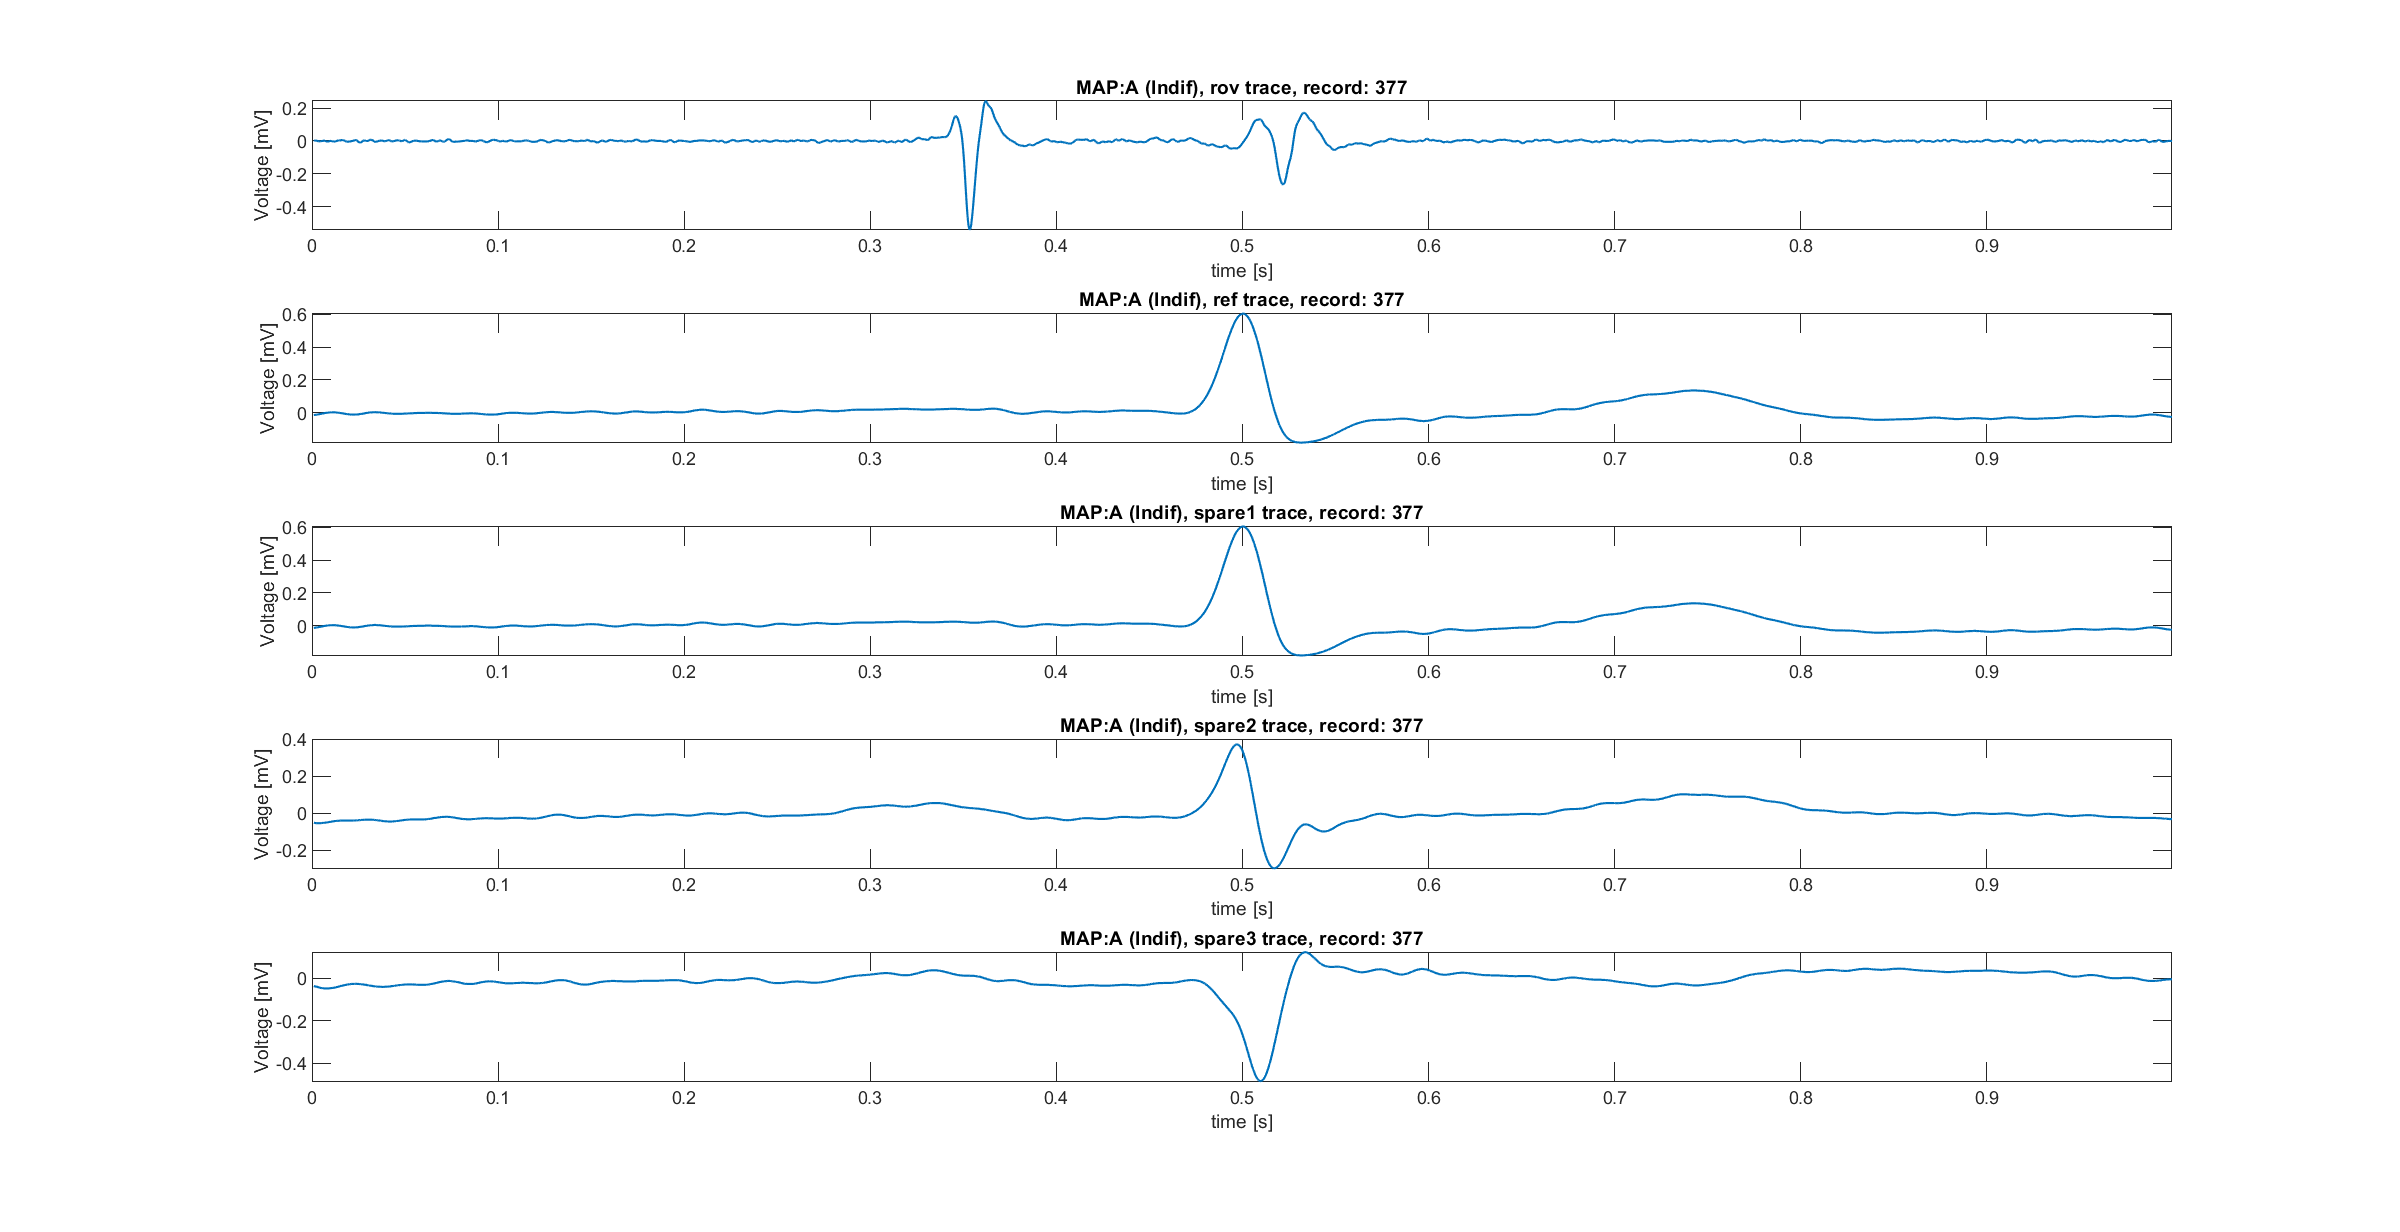 MAP:A (Indif), rov trace, record: 377
Voltage [mV]
0.2
0
-0.2
-0.4
0 0.1 0.2 0.3 0.4 0.5 0.6 0.7 0.8 0.9
time [s]
MAP:A (Indif), ref trace, record: 377
Voltage [mV]
0.6
0.4
0.2
0
0 0.1 0.2 0.3 0.4 0.5 0.6 0.7 0.8 0.9
time [s]
MAP:A (Indif), spare1 trace, record: 377
Voltage [mV]
0.6
0.4
0.2
0
0 0.1 0.2 0.3 0.4 0.5 0.6 0.7 0.8 0.9
time [s]
MAP:A (Indif), spare2 trace, record: 377
Voltage [mV]
0.4
0.2
0
-0.2
0 0.1 0.2 0.3 0.4 0.5 0.6 0.7 0.8 0.9
time [s]
MAP:A (Indif), spare3 trace, record: 377
Voltage [mV]
0
-0.2
-0.4
0 0.1 0.2 0.3 0.4 0.5 0.6 0.7 0.8 0.9
time [s]